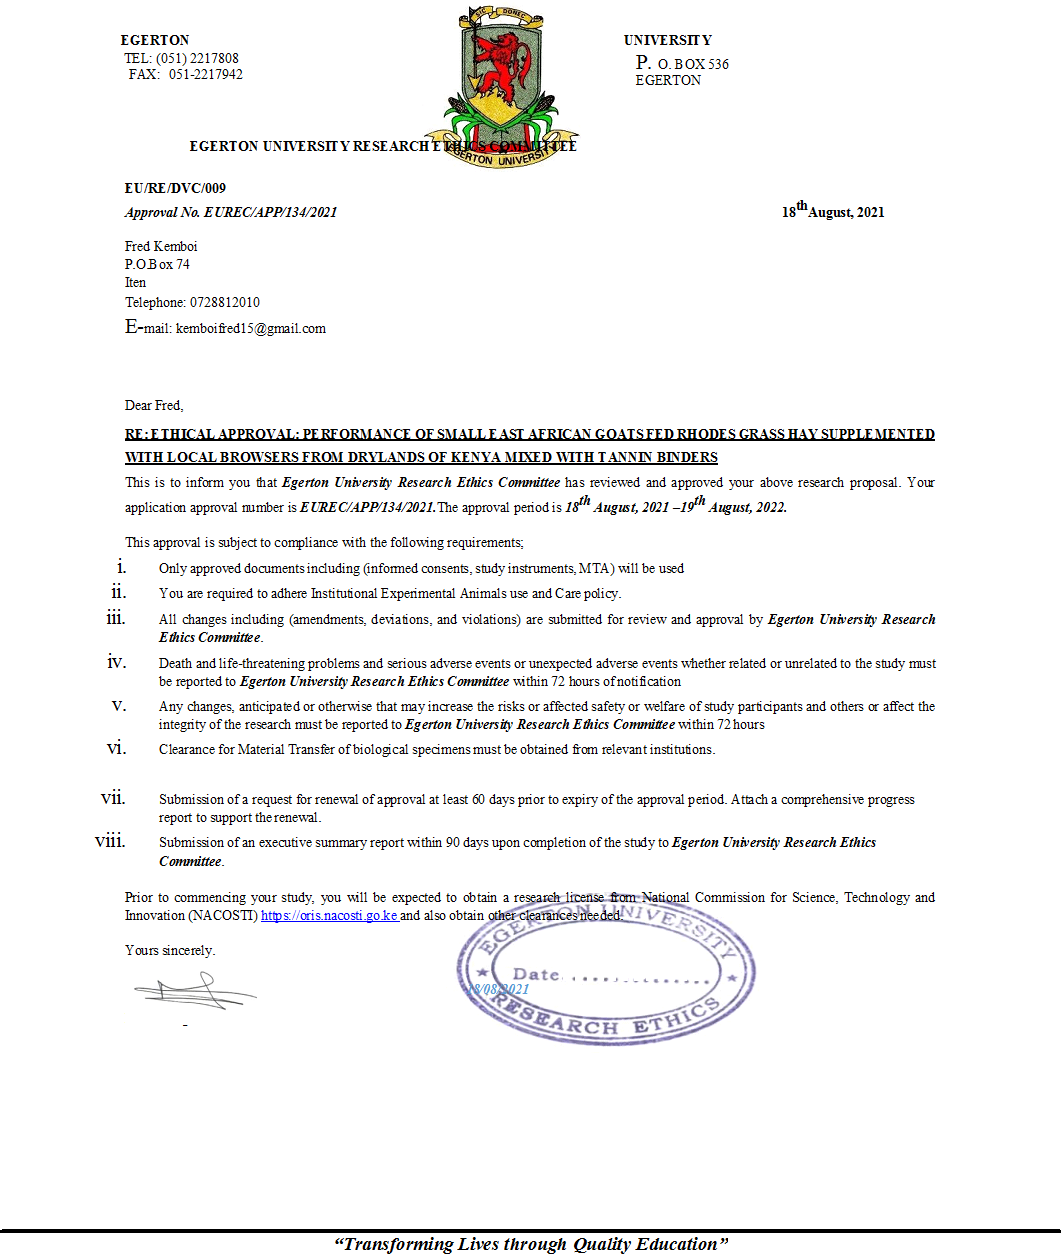 SIC DONEC
EGERTON UNIVERSITY
TEL: (051) 2217808
FAX: 051-2217942
P. O. BOX 536
EGERTON
EGERTON UNIVERSITY RESEARCH ETHICS COMMITTEE
EGERTON UNIVERSITY
EU/RE/DVC/009
Approval No. EUREC/APP/134/2021 18th August, 2021
Fred Kemboi
P.O.Box 74
Iten
Telephone: 0728812010
E-mail: kemboifred15@gmail.com
Dear Fred,
RE: ETHICAL APPROVAL: PERFORMANCE OF SMALL EAST AFRICAN GOATS FED RHODES GRASS HAY SUPPLEMENTED
WITH LOCAL BROWSERS FROM DRYLANDS OF KENYA MIXED WITH TANNIN BINDERS
This is to inform you that Egerton University Research Ethics Committee has reviewed and approved your above research proposal. Your
application approval number is EUREC/APP/134/2021.The approval period is 18th August, 2021 –19th August, 2022.
This approval is subject to compliance with the following requirements;
i. Only approved documents including (informed consents, study instruments, MTA) will be used
ii. You are required to adhere Institutional Experimental Animals use and Care policy.
iii. All changes including (amendments, deviations, and violations) are submitted for review and approval by Egerton University Research
Ethics Committee.
iv. Death and life-threatening problems and serious adverse events or unexpected adverse events whether related or unrelated to the study must
be reported to Egerton University Research Ethics Committee within 72 hours of notification
v. Any changes, anticipated or otherwise that may increase the risks or affected safety or welfare of study participants and others or affect the
integrity of the research must be reported to Egerton University Research Ethics Committee within 72 hours
vi. Clearance for Material Transfer of biological specimens must be obtained from relevant institutions.
vii. Submission of a request for renewal of approval at least 60 days prior to expiry of the approval period. Attach a comprehensive progress
report to support the renewal.
viii. Submission of an executive summary report within 90 days upon completion of the study to Egerton University Research Ethics
Committee.
Prior to commencing your study, you will be expected to obtain a research license from National Commission for Science, Technology and
Innovation (NACOSTI) https://oris.nacosti.go.ke and also obtain other clearances needed.
Yours sincerely.
EGERTON UNIVERSITY
Date
18/08/2021
RESEARCH ETHICS
“Transforming Lives through Quality Education”